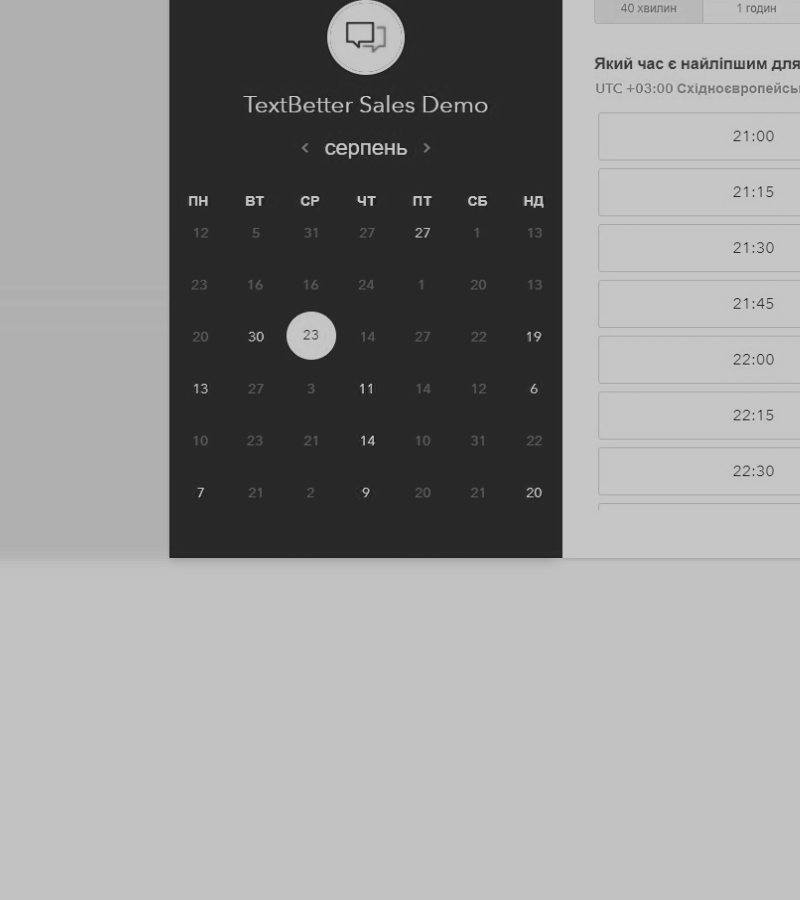 TextBetter Sales Demo
серпень
ПН ВТ СР ЧТ ПТ СБ НД
12 5 31 27 27 1 13
23 16 16 24 1 20 13
20 30 23 14 27 22 19
13 27 3 11 14 12 6
10 23 21 14 10 31 22
7 21 2 9 20 21 20
40 хвилин 1 годин
Який час є найліпшим для
UTC +03:00 Східноєвропейсь
21:00
21:15
21:30
21:45
22:00
22:15
22:30